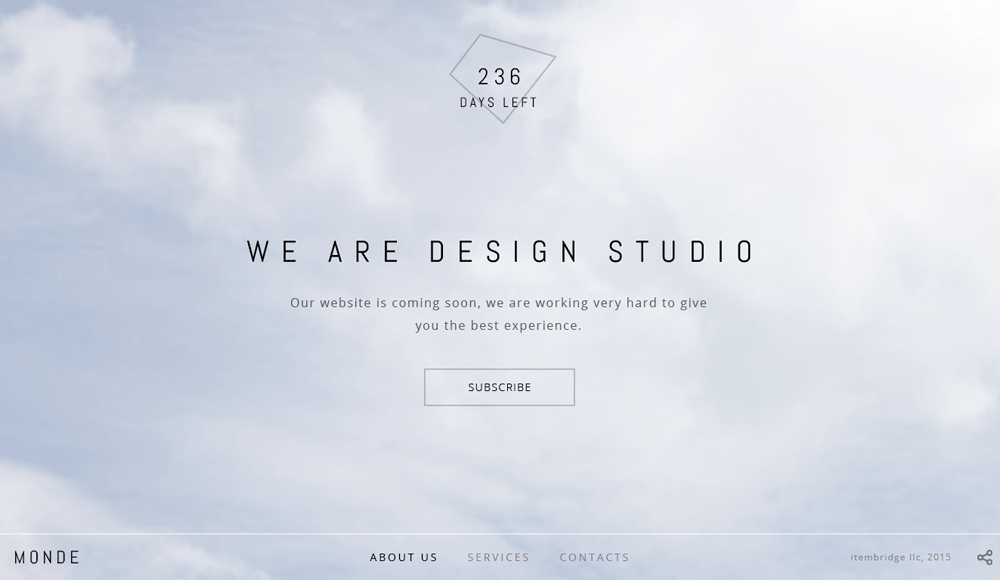 236
DAYS LEFT
WE ARE DESIGN STUDIO
Our website is coming soon, we are working very hard to give
you the best experience.
SUBSCRIBE
MONDE
ABOUT US
SERVICES
CONTACTS
itembridge llc, 2015